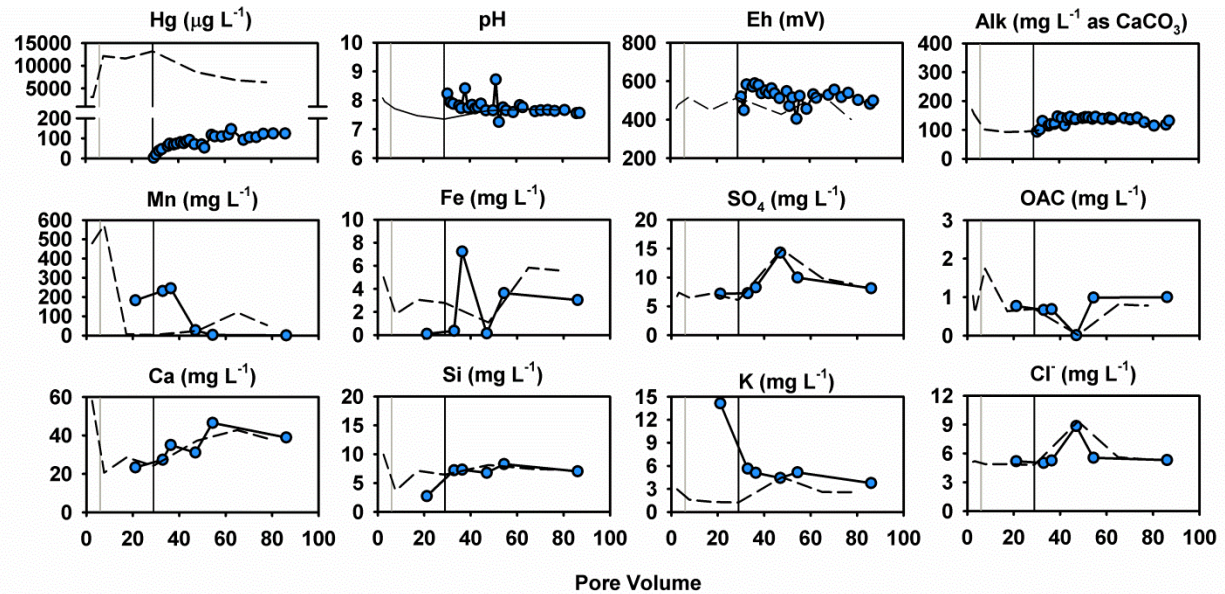 Hg (μg L⁻¹) pH Eh (mV) Alk (mg L⁻¹ as CaCO₃)
15000 10 800 400
10000 9 300
5000 8 600 200
200 7 400 100
100
0 6 200 0
Mn (mg L⁻¹) Fe (mg L⁻¹) SO₄ (mg L⁻¹) OAC (mg L⁻¹)
600 10 20 3
500 8 15
400 6 2
300 10
200 4 1
100 2 5
0 0 0 0
Ca (mg L⁻¹) Si (mg L⁻¹) K (mg L⁻¹) Cl⁻ (mg L⁻¹)
60 20 15 12
40 15 12 9
10 9 6
20 5 6 3
3
0 0 0 0
0 20 40 60 80 100 0 20 40 60 80 100 0 20 40 60 80 100 0 20 40 60 80 100
Pore Volume